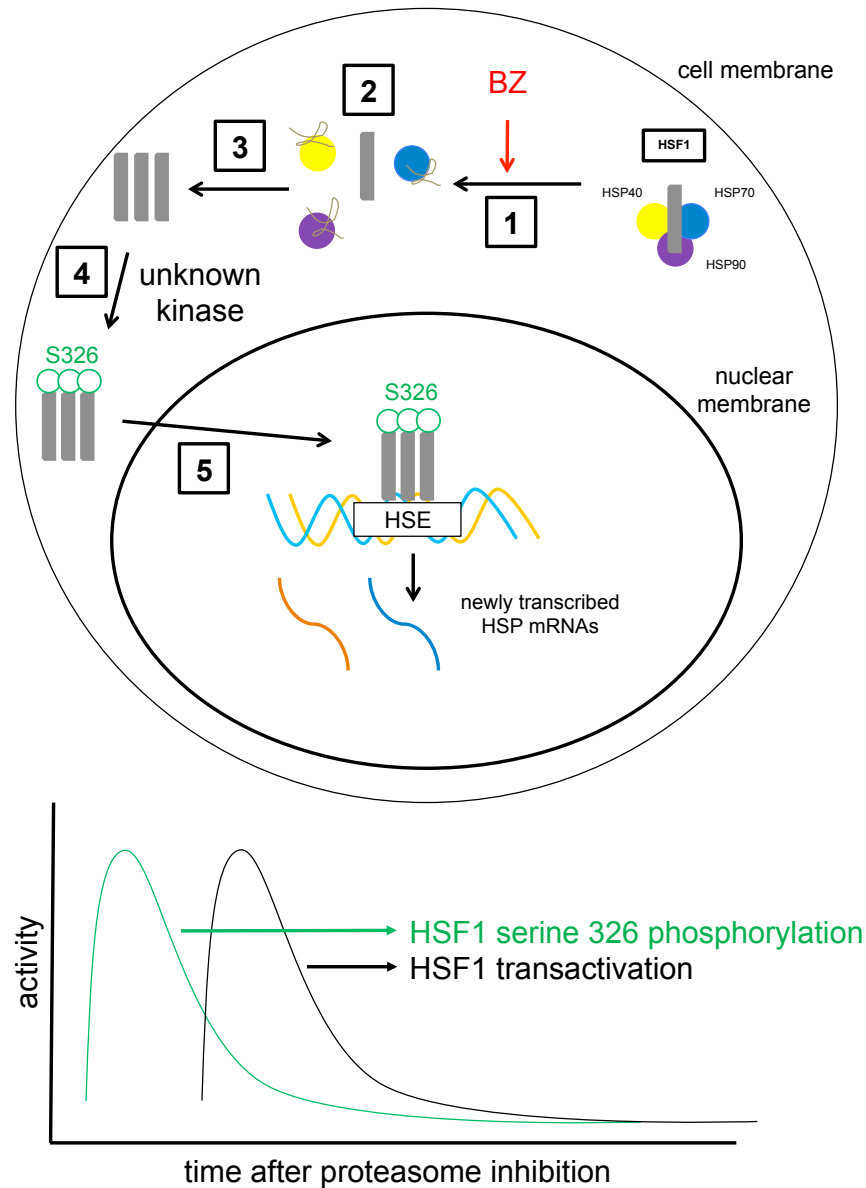 cell membrane
BZ
2
HSF1
3
HSP40
HSP70
1
HSP90
4
unknown
kinase
S326
nuclear
membrane
S326
5
HSE
newly transcribed
HSP mRNAs
activity
HSF1 serine 326 phosphorylation
HSF1 transactivation
time after proteasome inhibition